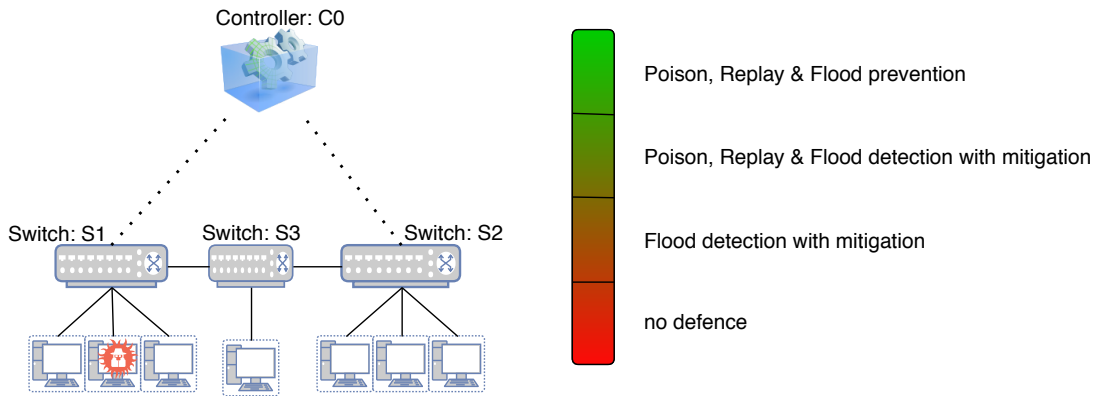 Controller: C0
Poison, Replay & Flood prevention
Poison, Replay & Flood detection with mitigation
Switch: S1
Switch: S3
Switch: S2
Flood detection with mitigation
no defence